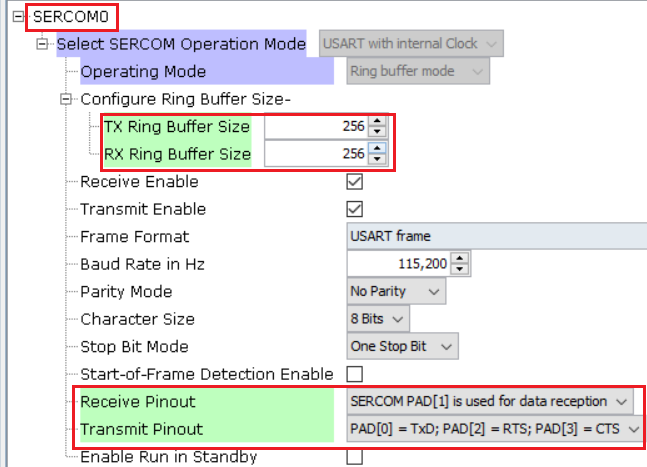 SERCOM0
Select SERCOM Operation Mode USART with internal Clock
Operating Mode Ring buffer mode
Configure Ring Buffer Size-
TX Ring Buffer Size 256
RX Ring Buffer Size 256
Receive Enable
Transmit Enable
Frame Format USART frame
Baud Rate in Hz 115,200
Parity Mode No Parity
Character Size 8 Bits
Stop Bit Mode One Stop Bit
Start-of-Frame Detection Enable
Receive Pinout SERCOM PAD[1] is used for data reception
Transmit Pinout PAD[0] = TxD; PAD[2] = RTS; PAD[3] = CTS
Enable Run in Standby